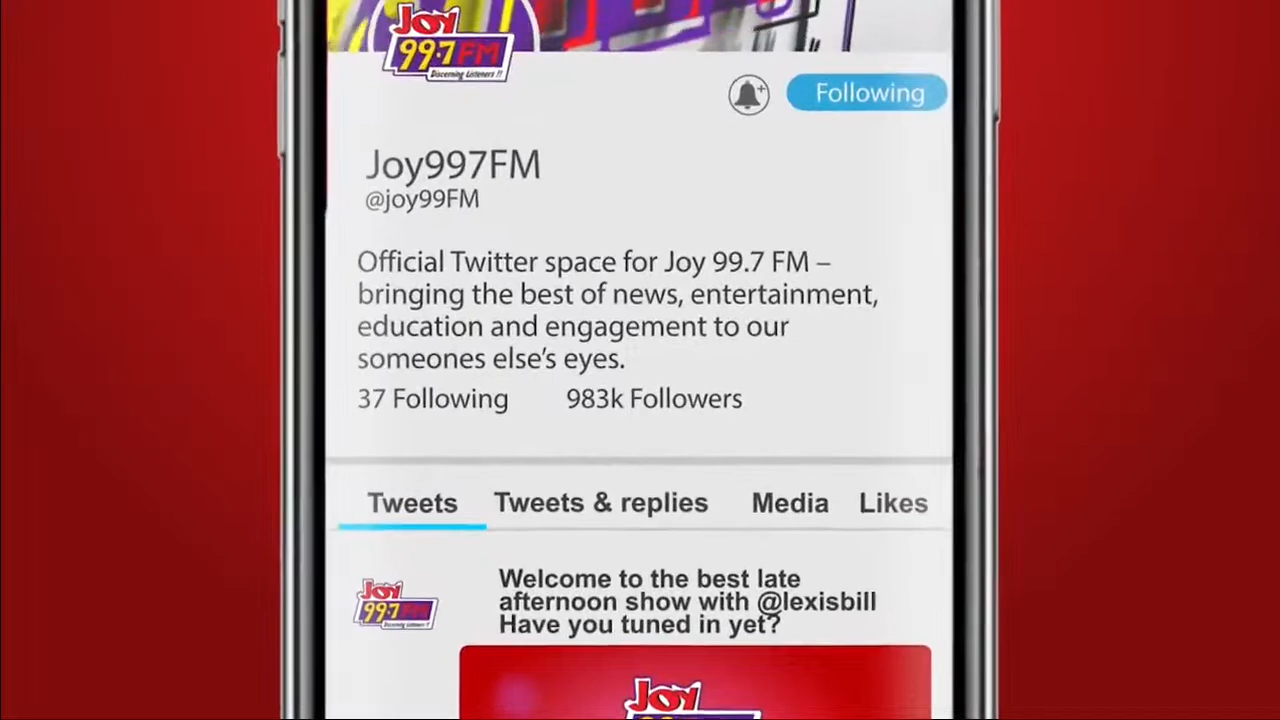 Joy
99.7 FM
Discerning Listeners !!
Following
Joy997FM
@joy99FM
Official Twitter space for Joy 99.7 FM –
bringing the best of news, entertainment,
education and engagement to our
someones else's eyes.
37 Following 983k Followers
Tweets Tweets & replies Media Likes
Joy
99.7 FM
Discerning Listeners !!
Welcome to the best late
afternoon show with @lexisbill
Have you tuned in yet?
Joy